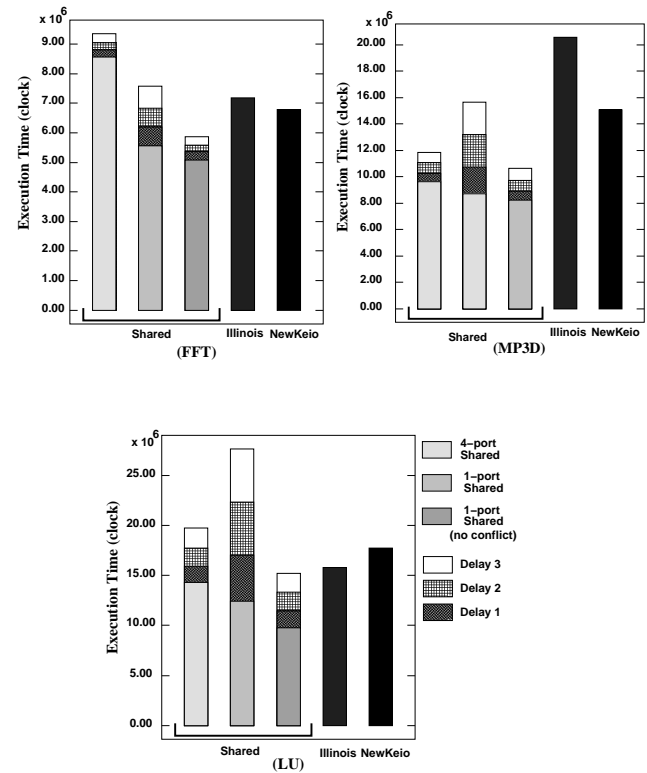 x 10 6
9.00
8.00
7.00
6.00
5.00
4.00
3.00
2.00
1.00
0.00
Execution Time (clock)
Shared
Illinois NewKeio
(FFT)
x 10 6
20.00
18.00
16.00
14.00
12.00
10.00
8.00
6.00
4.00
2.00
0.00
Execution Time (clock)
Shared
Illinois NewKeio
(MP3D)
x 10 6
25.00
20.00
15.00
10.00
5.00
0.00
Execution Time (clock)
Shared
Illinois NewKeio
(LU)
4−port
Shared
1−port
Shared
1−port
Shared
(no conflict)
Delay 3
Delay 2
Delay 1